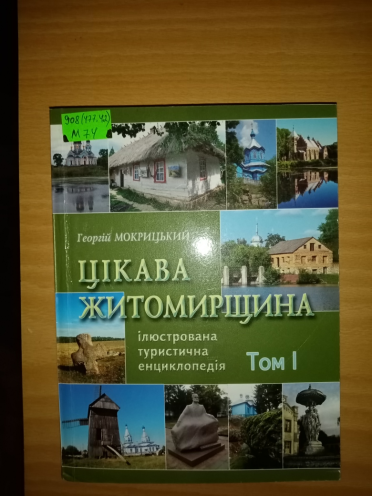 908(477.42)
М 74
Георгій МОКРИЦЬКИЙ
ЦІКАВА
ЖИТОМИРЩИНА
ілюстрована
туристична
енциклопедія
Том І